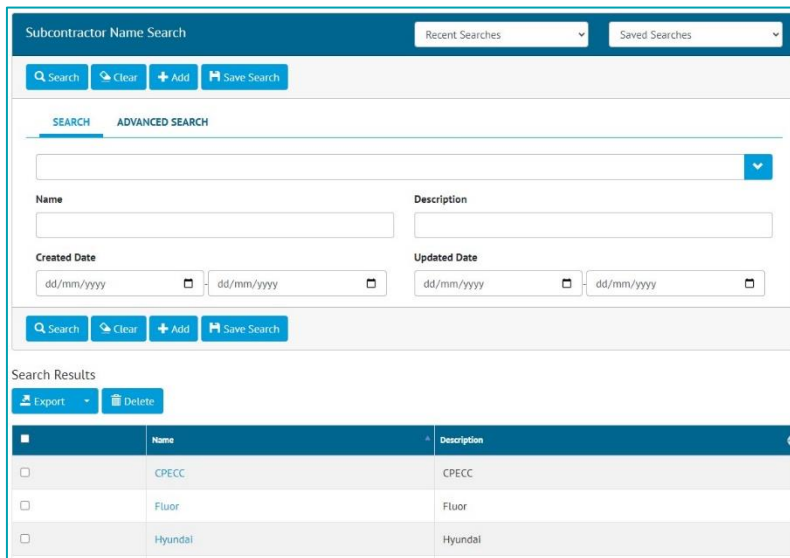 Subcontractor Name Search Recent Searches Saved Searches
Search Clear Add Save Search
SEARCH ADVANCED SEARCH
Name Description
Created Date Updated Date
dd/mm/yyyy - dd/mm/yyyy dd/mm/yyyy - dd/mm/yyyy
Search Clear Add Save Search
Search Results
Export Delete
Name Description
CPECC CPECC
Fluor Fluor
Hyundai Hyundai